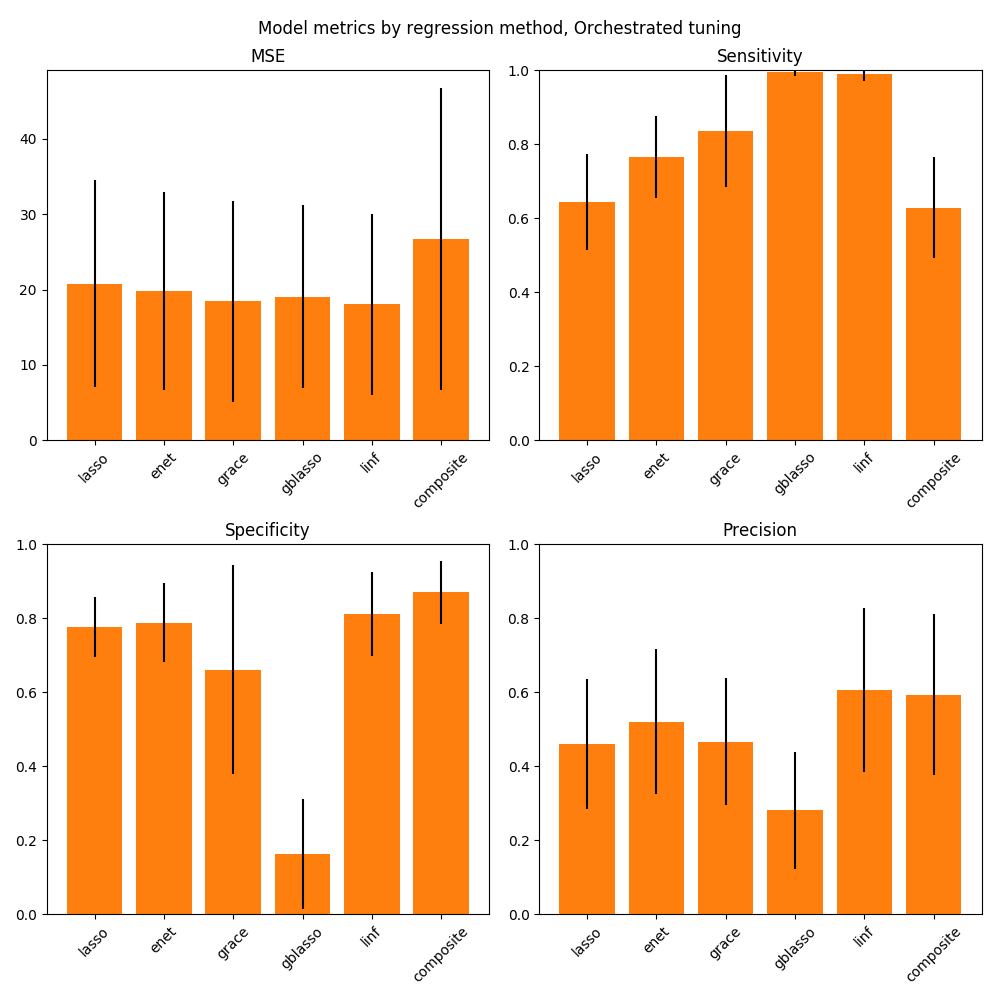 Model metrics by regression method, Orchestrated tuning
MSE
40
30
20
10
0
lasso
enet
grace
gblasso
linf
composite
Sensitivity
1.0
0.8
0.6
0.4
0.2
0.0
lasso
enet
grace
gblasso
linf
composite
Specificity
1.0
0.8
0.6
0.4
0.2
0.0
lasso
enet
grace
gblasso
linf
composite
Precision
1.0
0.8
0.6
0.4
0.2
0.0
lasso
enet
grace
gblasso
linf
composite